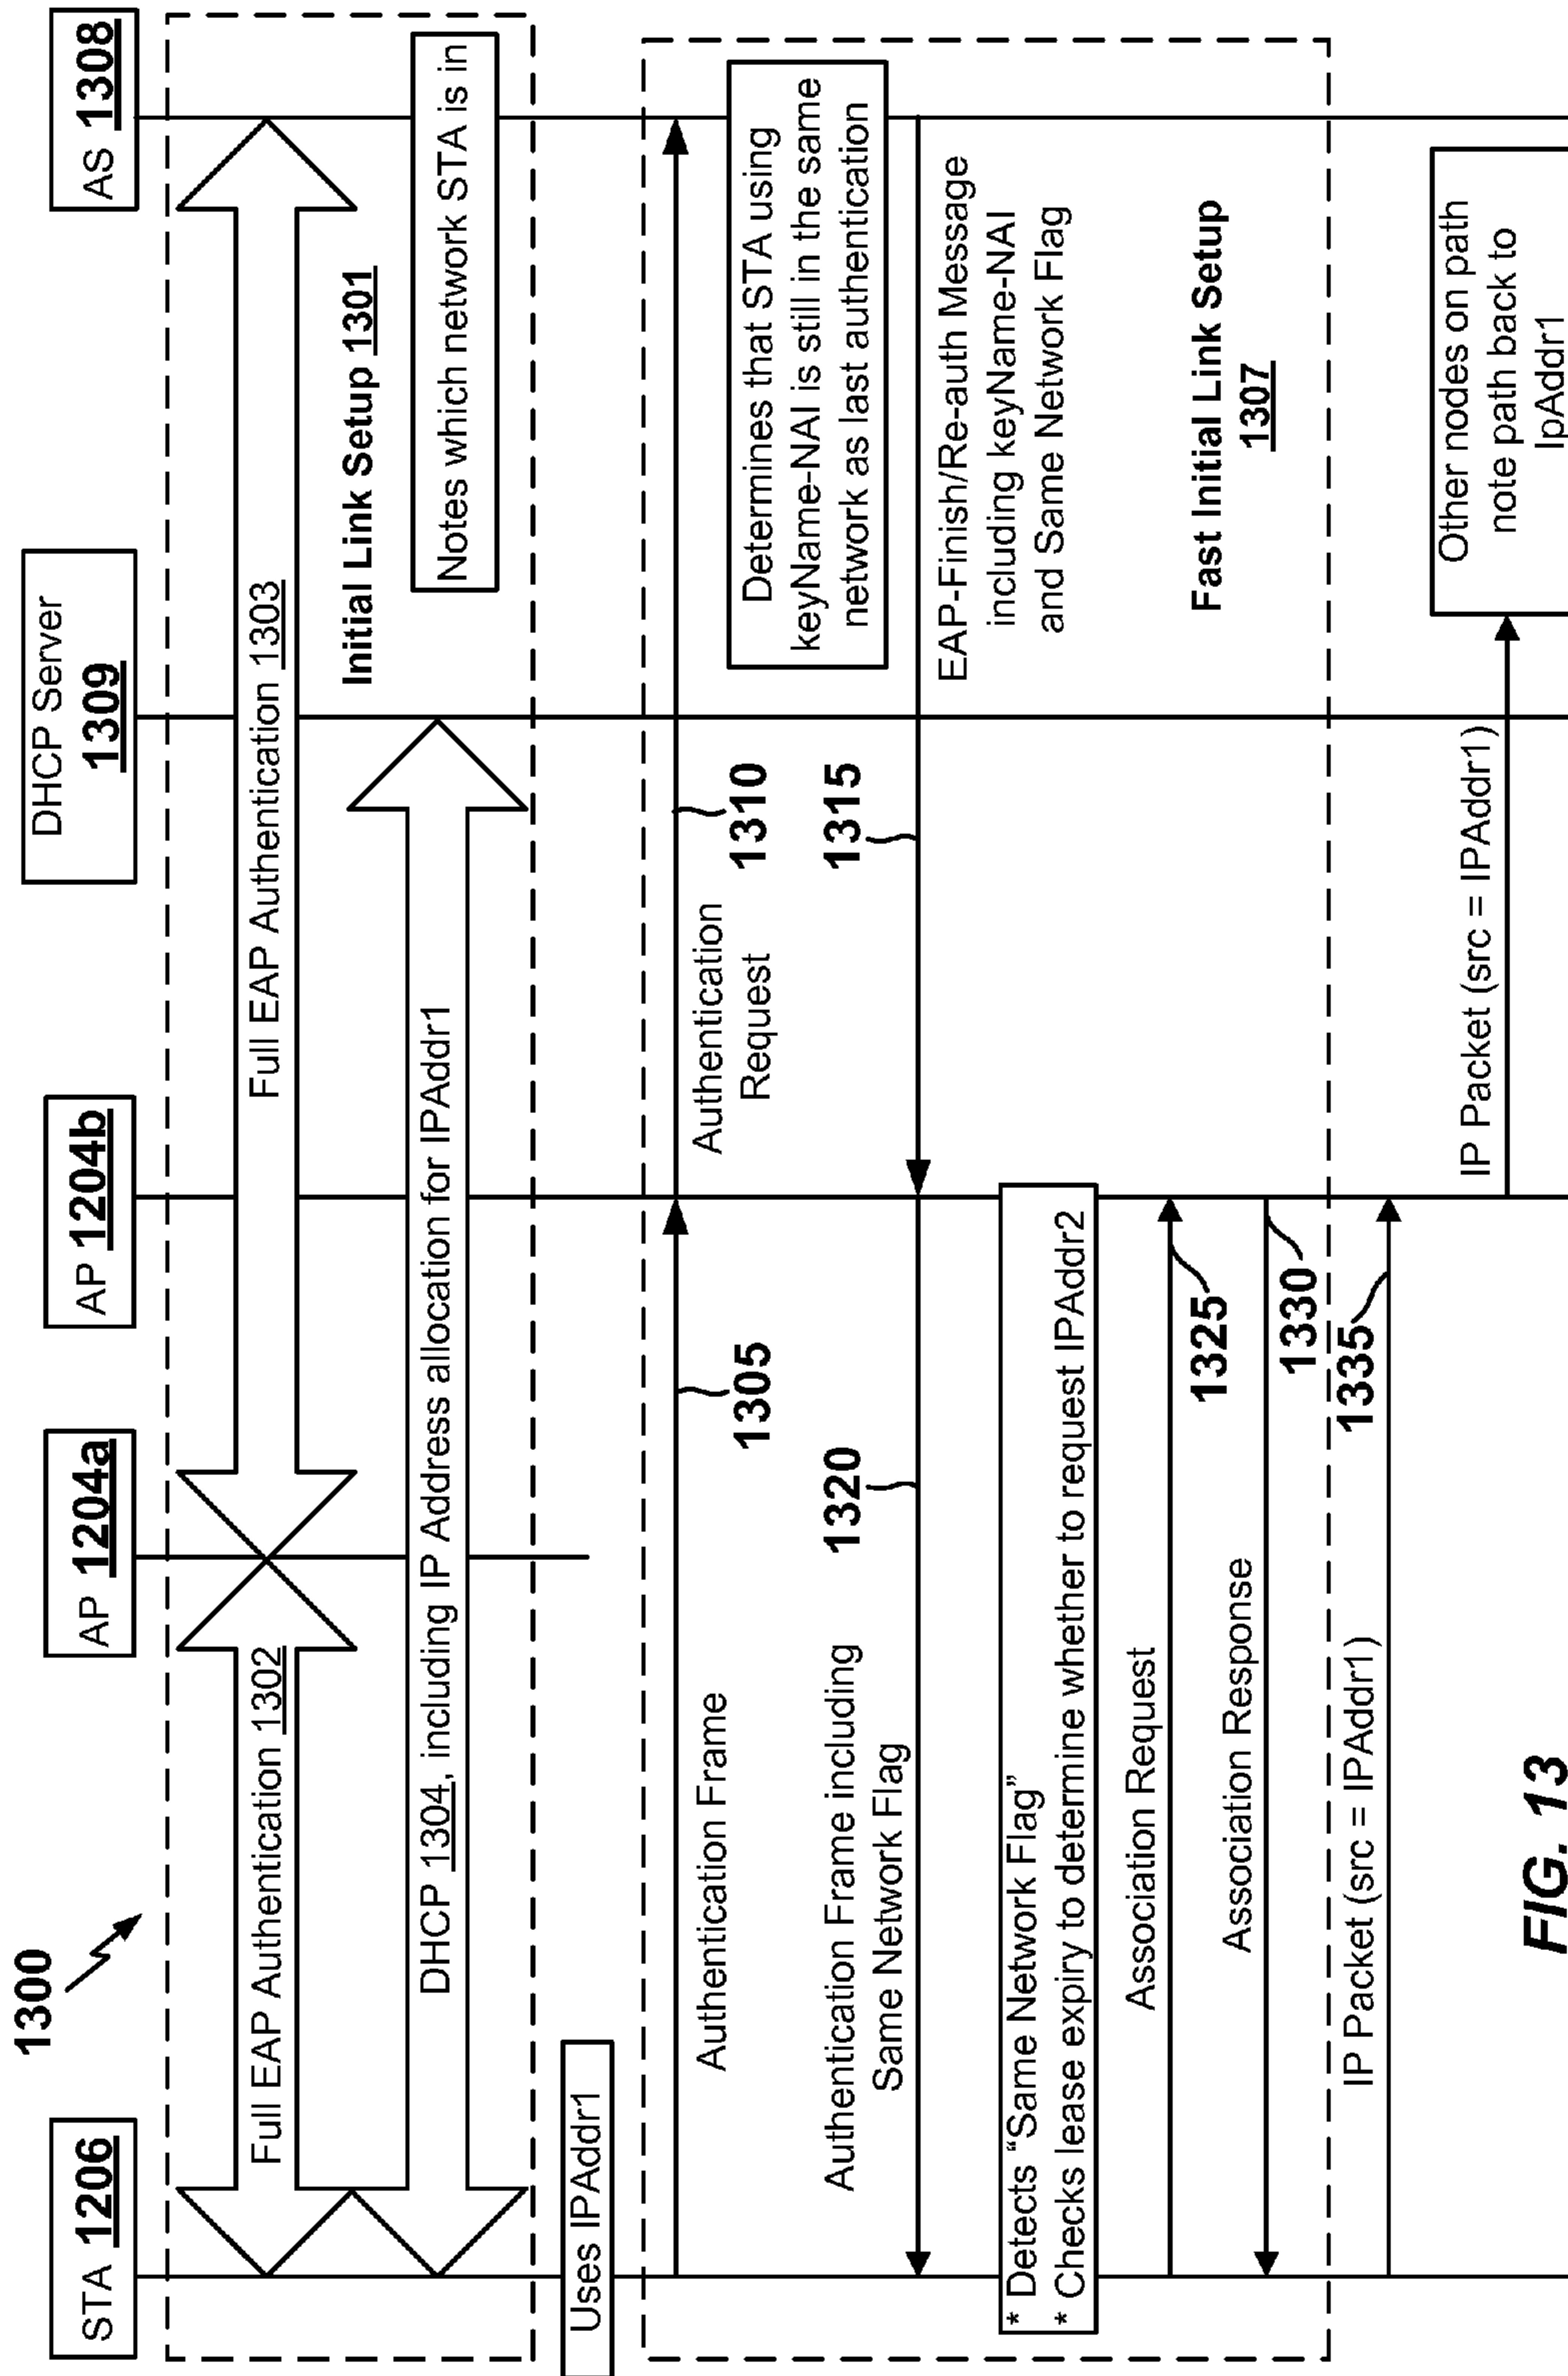 1300
STA 1206
AP 1204a
AP 1204b
DHCP Server
1309
AS 1308
Full EAP Authentication 1302
Full EAP Authentication 1303
Initial Link Setup 1301
DHCP 1304, including IP Address allocation for IPAddr1
Notes which network STA is in
Uses IPAddr1
Authentication Frame
1305
Authentication
Request
1310
Determines that STA using
keyName-NAI is still in the same
network as last authentication
Authentication Frame including
Same Network Flag
1320
1315
EAP-Finish/Re-auth Message
including keyName-NAI
and Same Network Flag
* Detects “Same Network Flag”
* Checks lease expiry to determine whether to request IPAddr2
Association Request
1325
Association Response
1330
Fast Initial Link Setup
1307
IP Packet (src = IPAddr1)
1335
IP Packet (src = IPAddr1)
Other nodes on path
note path back to
IpAddr1
FIG. 13